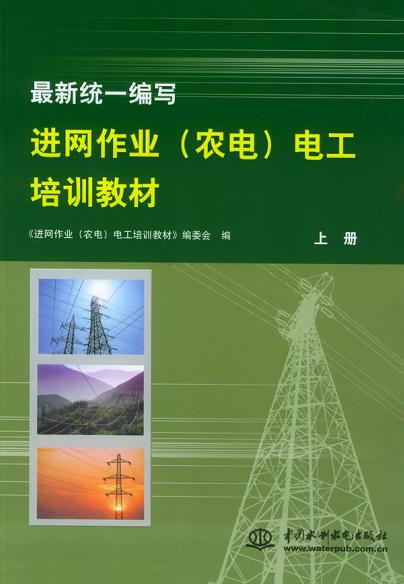 最新统一编写
进网作业（农电）电工
培训教材
《进网作业（农电）电工培训教材》编委会 编
上 册
中国水利水电出版社
www.waterpub.com.cn